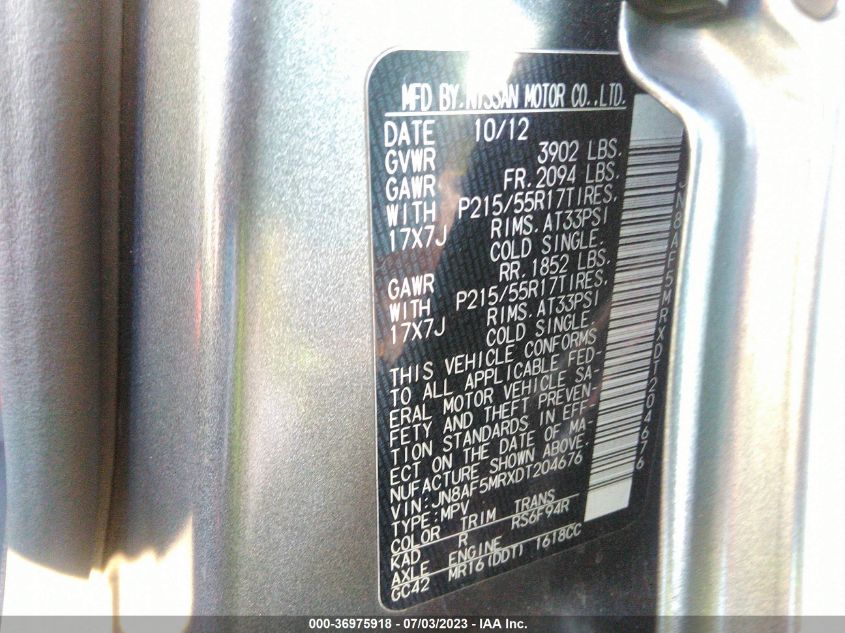 MFD BY.NISSAN MOTOR CO.,LTD.
DATE 10/12
GVWR 3902 LBS.
GAWR FR. 2094 LBS.
WITH P215/55R17TIRES,
17X7J RIMS. AT33PSI
COLD SINGLE.
GAWR RR. 1852 LBS.
WITH P215/55R17TIRES,
17X7J RIMS. AT33PSI
COLD SINGLE.
THIS VEHICLE CONFORMS
TO ALL APPLICABLE FED-
ERAL MOTOR VEHICLE SA-
FETY AND THEFT PREVEN-
TION STANDARDS IN EFF-
ECT ON THE DATE OF MA-
NUFACTURE SHOWN ABOVE.
VIN:JN8AF5MRXDT204676
TYPE:MPV
COLOR TRIM TRANS
KAD R RS6F94R
AXLE ENGINE
GC42 MR16(DDT) 1618CC
JN8AF5MRXDT204676
000-36975918 - 07/03/2023 - IAA Inc.